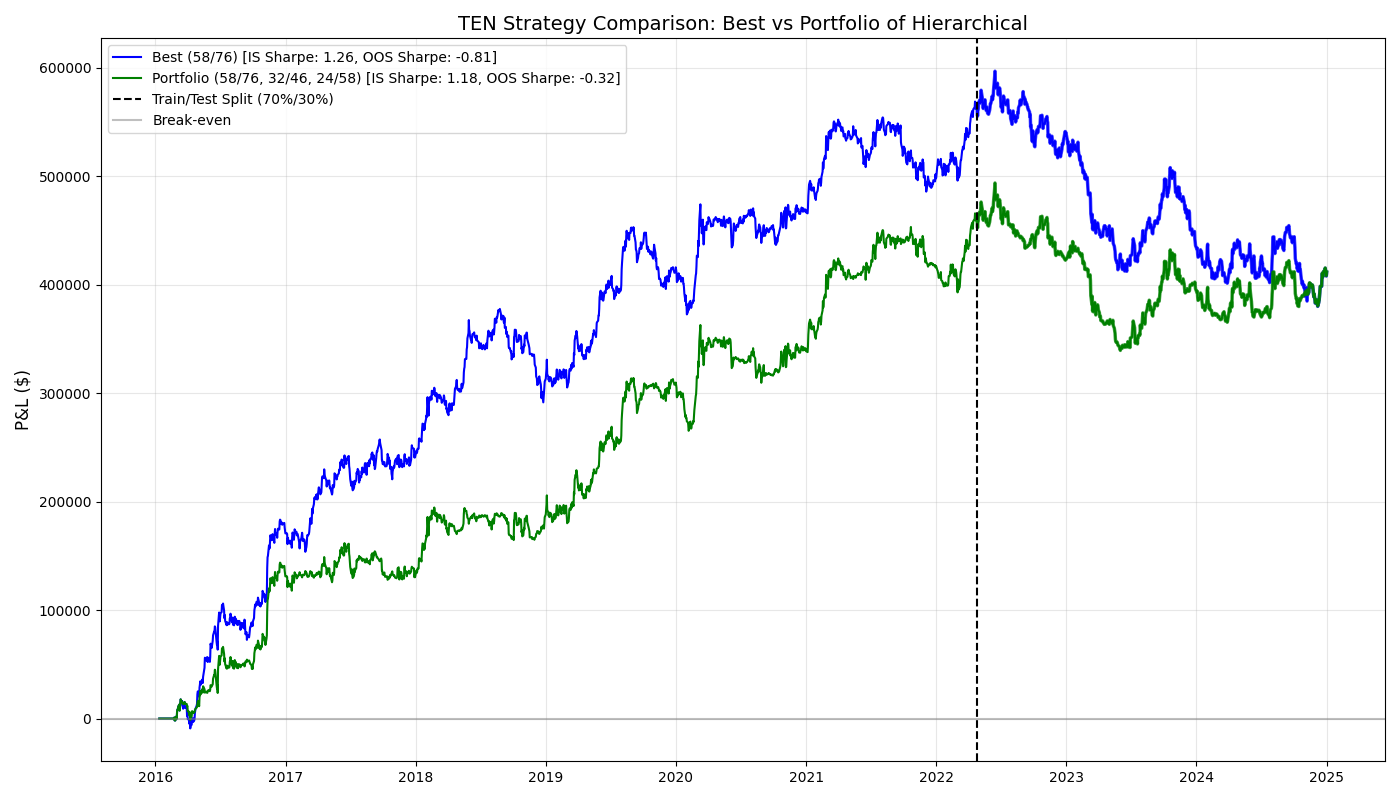 TEN Strategy Comparison: Best vs Portfolio of Hierarchical
Best (58/76) [IS Sharpe: 1.26, OOS Sharpe: -0.81]
Portfolio (58/76, 32/46, 24/58) [IS Sharpe: 1.18, OOS Sharpe: -0.32]
Train/Test Split (70%/30%)
Break-even
P&L ($)
600000
500000
400000
300000
200000
100000
0
2016 2017 2018 2019 2020 2021 2022 2023 2024 2025